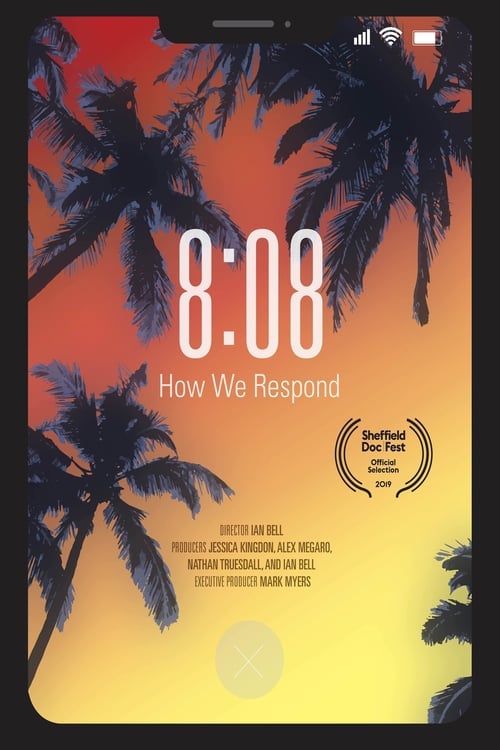 8:08
How We Respond
Sheffield
Doc|Fest
Official
Selection
2019
DIRECTOR IAN BELL
PRODUCERS JESSICA KINGDON, ALEX MEGARO,
NATHAN TRUESDALL, AND IAN BELL
EXECUTIVE PRODUCER MARK MYERS